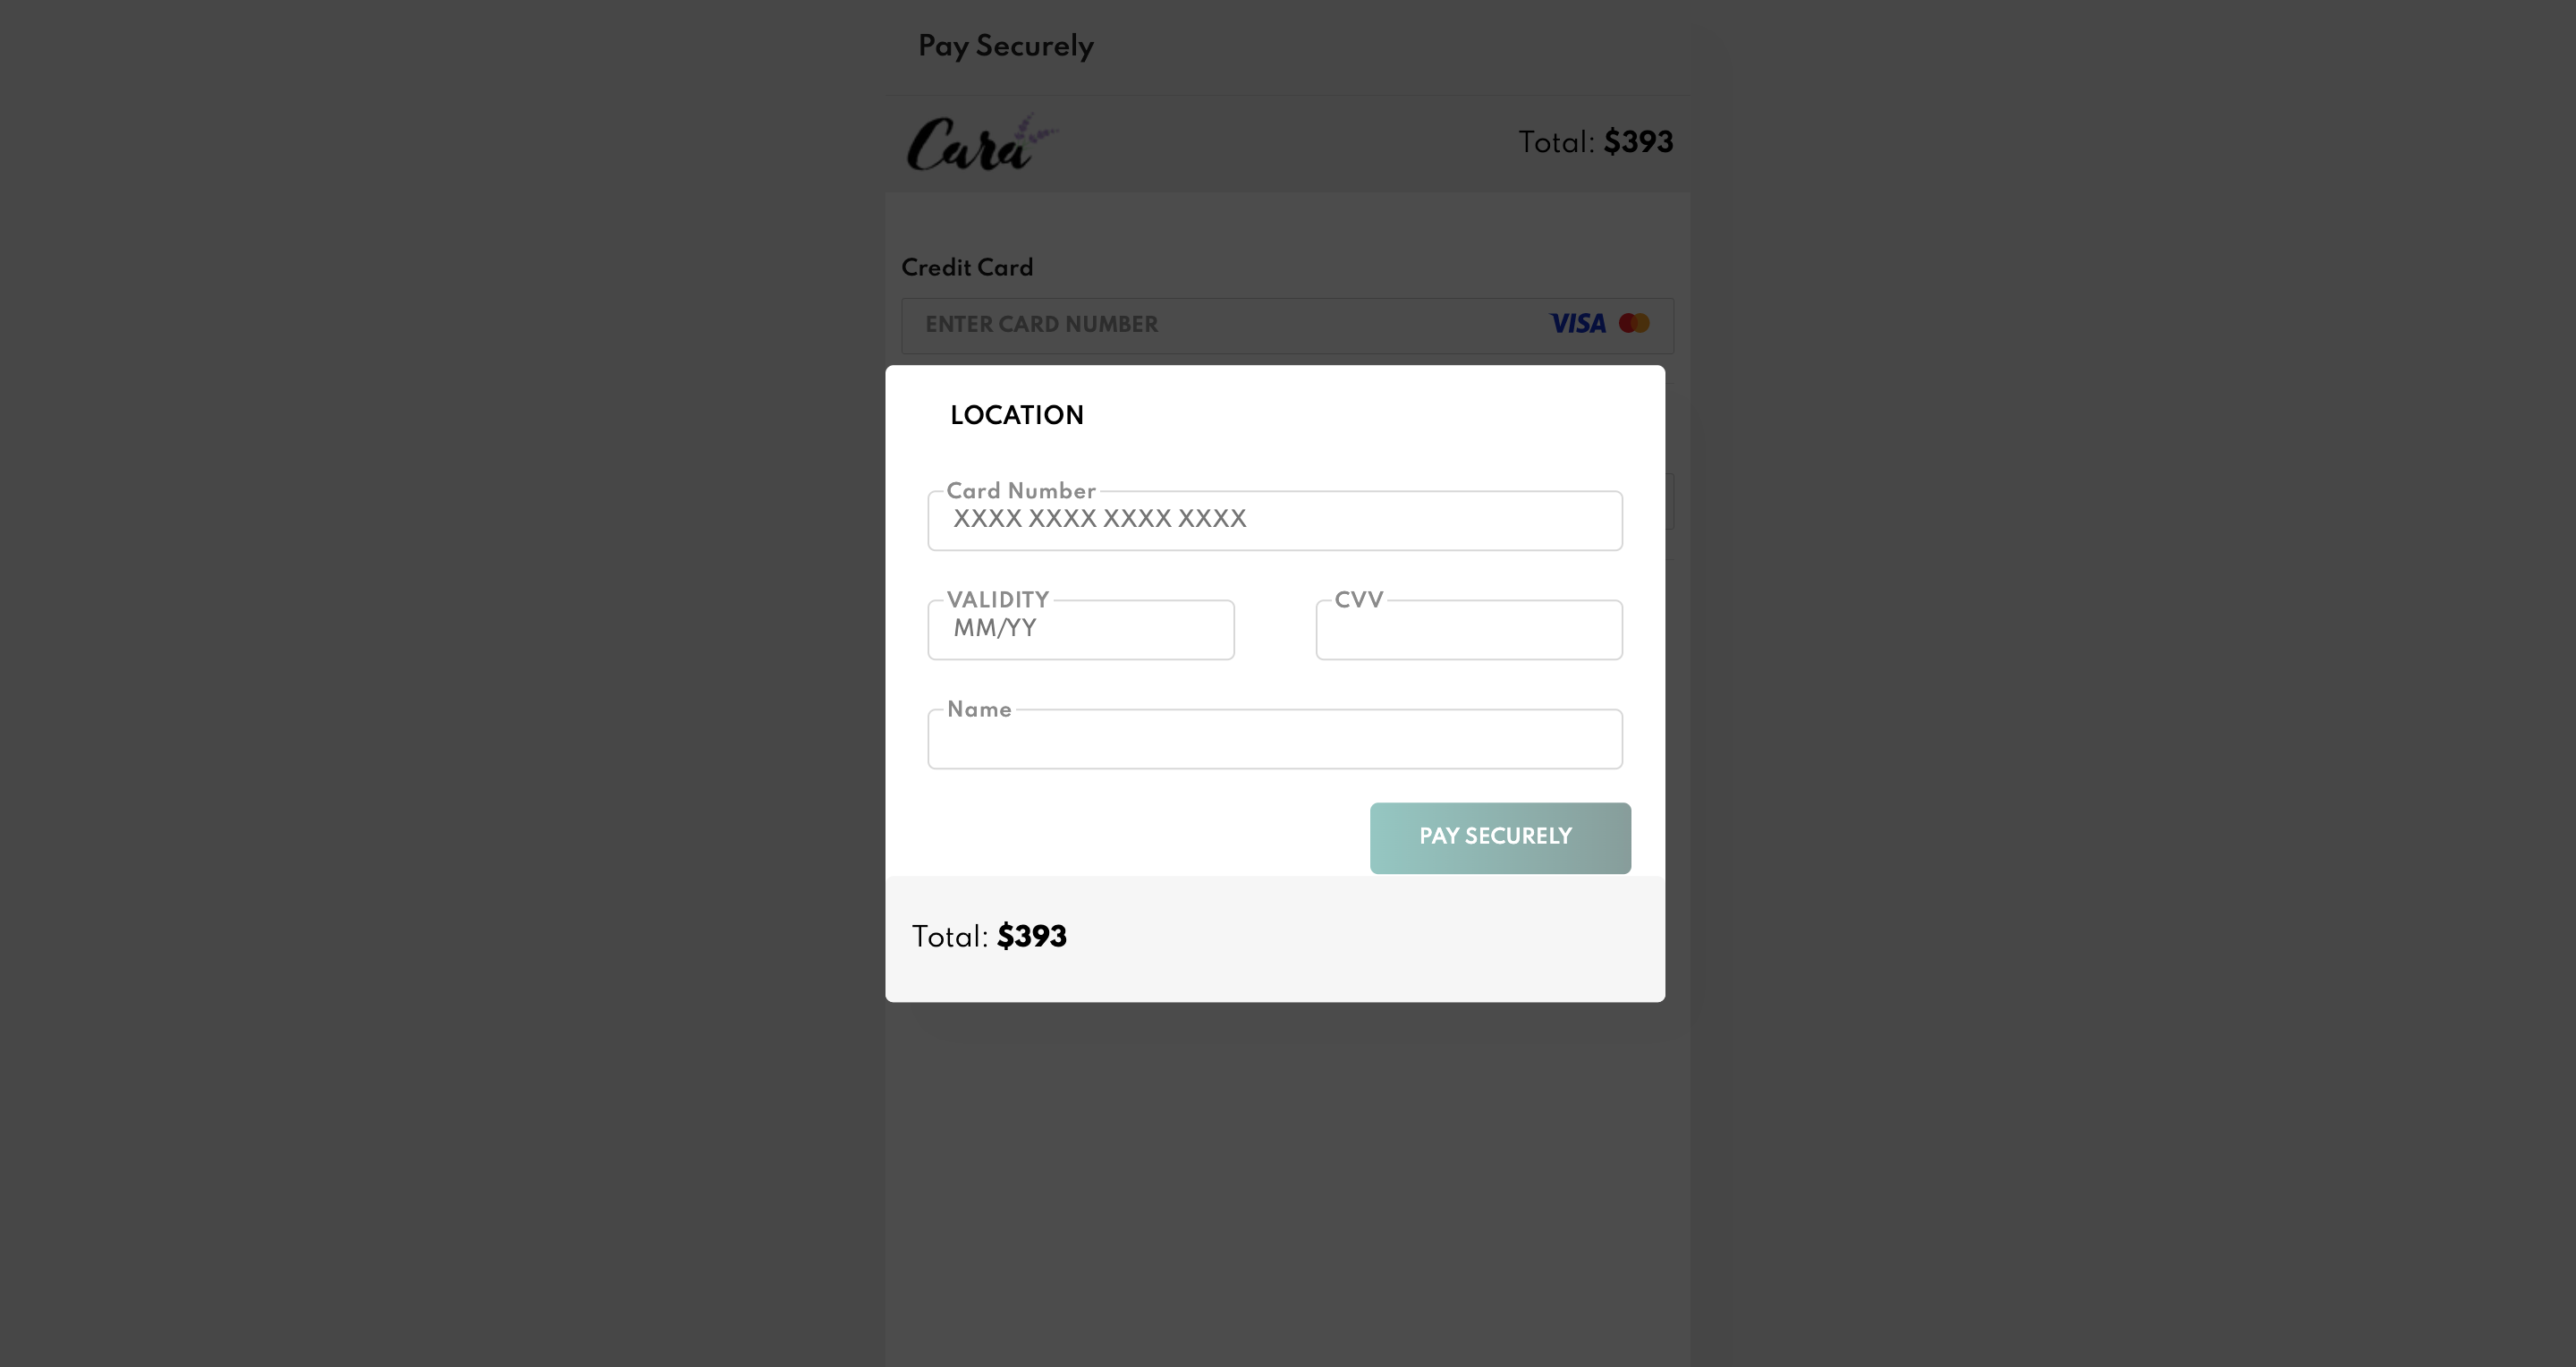 Pay Securely
Cara
Total: $393
Credit Card
ENTER CARD NUMBER
VISA
LOCATION
Card Number
XXXX XXXX XXXX XXXX
VALIDITY
MM/YY
CVV
Name
PAY SECURELY
Total: $393